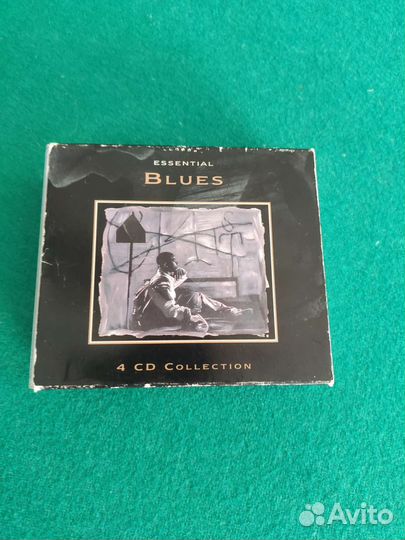 ESSENTIAL
BLUES
4 CD COLLECTION
Avito